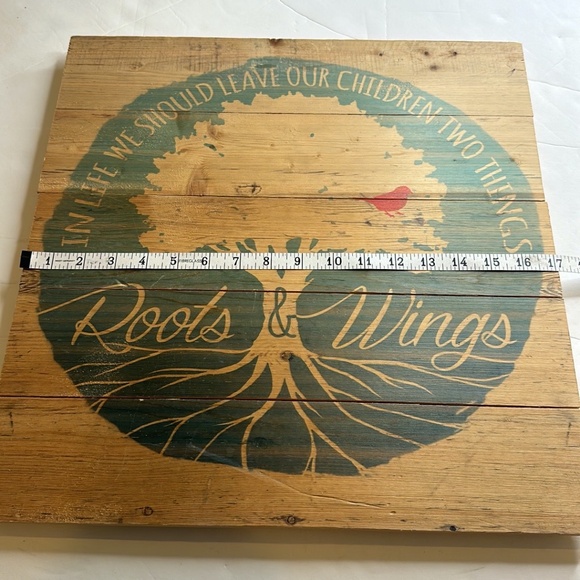 IN LIFE WE SHOULD LEAVE OUR CHILDREN TWO THINGS
1 2 3 4 5 6 7 8 9 10 11 12 13 14 15 16 17
Roots & Wings